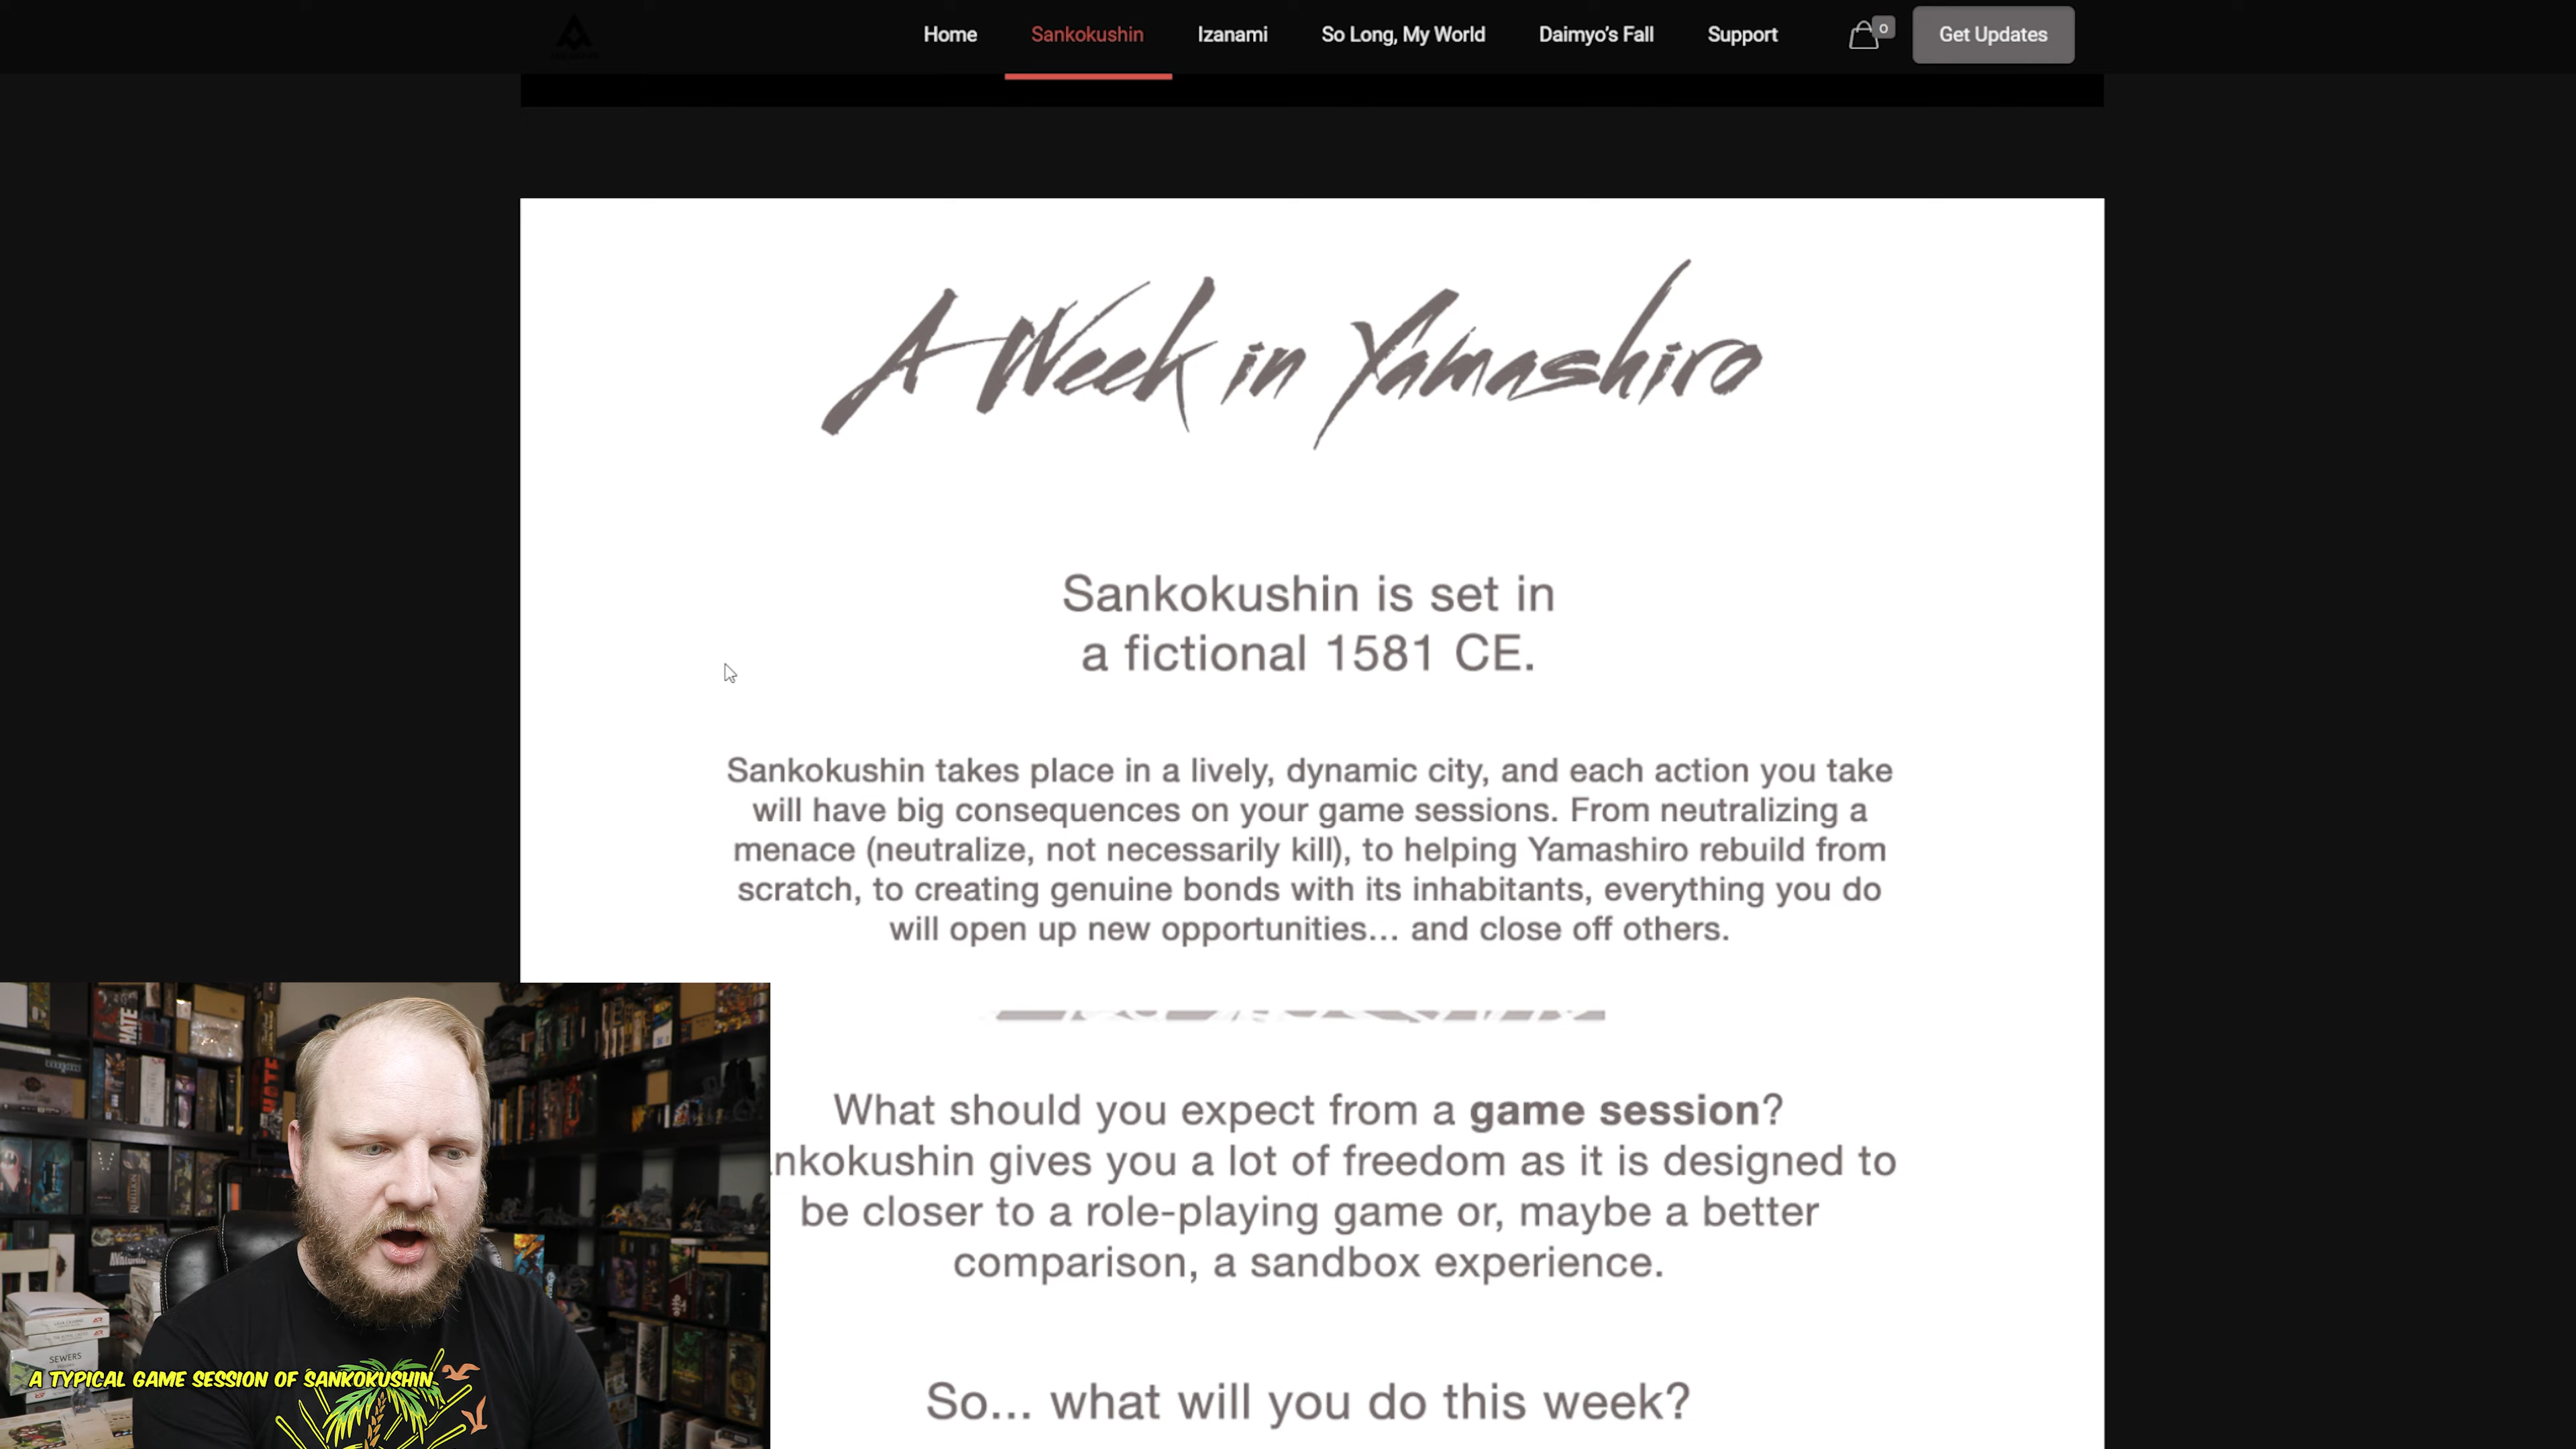 Home Sankokushin Izanami So Long, My World Daimyo's Fall Support 0 Get Updates
A Week in Yamashiro
Sankokushin is set in
a fictional 1581 CE.
Sankokushin takes place in a lively, dynamic city, and each action you take
will have big consequences on your game sessions. From neutralizing a
menace (neutralize, not necessarily kill), to helping Yamashiro rebuild from
scratch, to creating genuine bonds with its inhabitants, everything you do
will open up new opportunities... and close off others.
What should you expect from a game session?
nkokushin gives you a lot of freedom as it is designed to
be closer to a role-playing game or, maybe a better
comparison, a sandbox experience.
So... what will you do this week?
HATE
SEWERS
A TYPICAL GAME SESSION OF SANKOKUSHIN